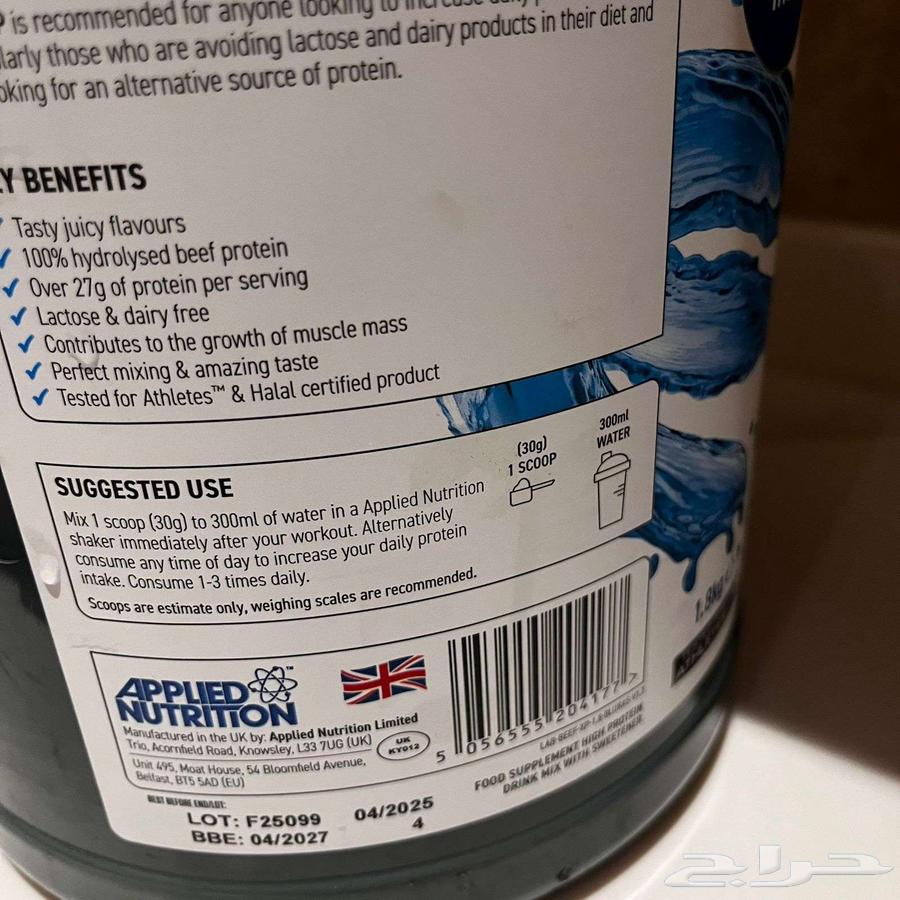 is recommended for anyone looking to increase
larly those who are avoiding lactose and dairy products in their diet and
oking for an alternative source of protein.
Y BENEFITS
Tasty juicy flavours
100% hydrolysed beef protein
Over 27g of protein per serving
Lactose & dairy free
Contributes to the growth of muscle mass
Perfect mixing & amazing taste
Tested for Athletes™ & Halal certified product
SUGGESTED USE
Mix 1 scoop (30g) to 300ml of water in a Applied Nutrition
shaker immediately after your workout. Alternatively
consume any time of day to increase your daily protein
intake. Consume 1-3 times daily.
Scoops are estimate only, weighing scales are recommended.
(30g)
1 SCOOP
300ml
WATER
APPLIED
NUTRITION™
Manufactured in the UK by: Applied Nutrition Limited
Trio, Acornfield Road, Knowsley, L33 7UG (UK)
Unit 495, Moat House, 54 Bloomfield Avenue,
Belfast, BT5 5AD (EU)
UK
KY012
5 056555 204177 >
FOOD SUPPLEMENT HIGH PROTEIN
DRINK MIX WITH SWEETENER
BEST BEFORE END/LOT:
LOT: F25099 04/2025
BBE: 04/2027 4
1.8kg
حراج